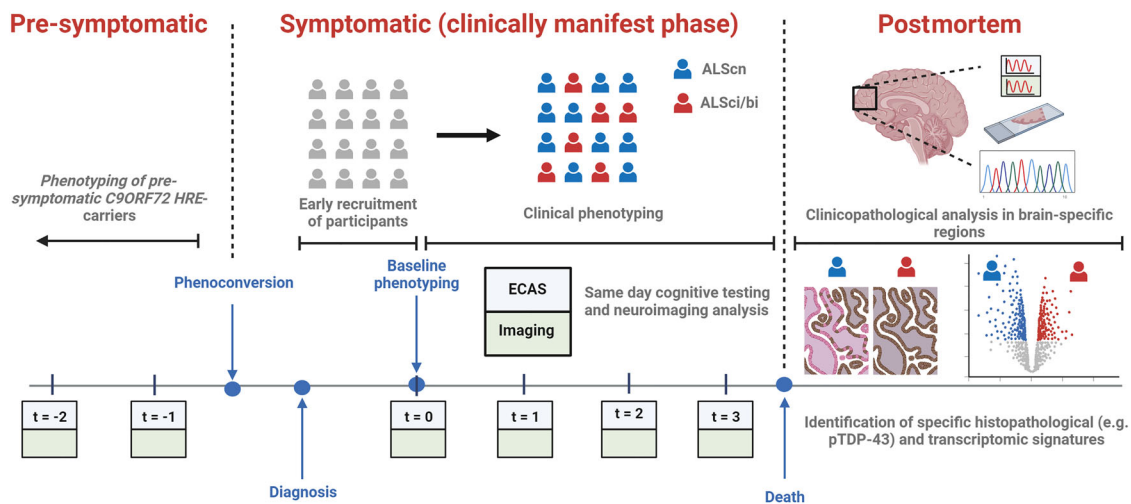 Pre-symptomatic
Symptomatic (clinically manifest phase)
Postmortem
ALScn
ALSci/bi
Phenotyping of pre-
symptomatic C9ORF72 HRE-
carriers
Early recruitment
of participants
Clinical phenotyping
Clinicopathological analysis in brain-specific
regions
Phenoconversion
Baseline
phenotyping
ECAS
Imaging
Same day cognitive testing
and neuroimaging analysis
t = -2
t = -1
t = 0
t = 1
t = 2
t = 3
Identification of specific histopathological (e.g.
pTDP-43) and transcriptomic signatures
Diagnosis
Death